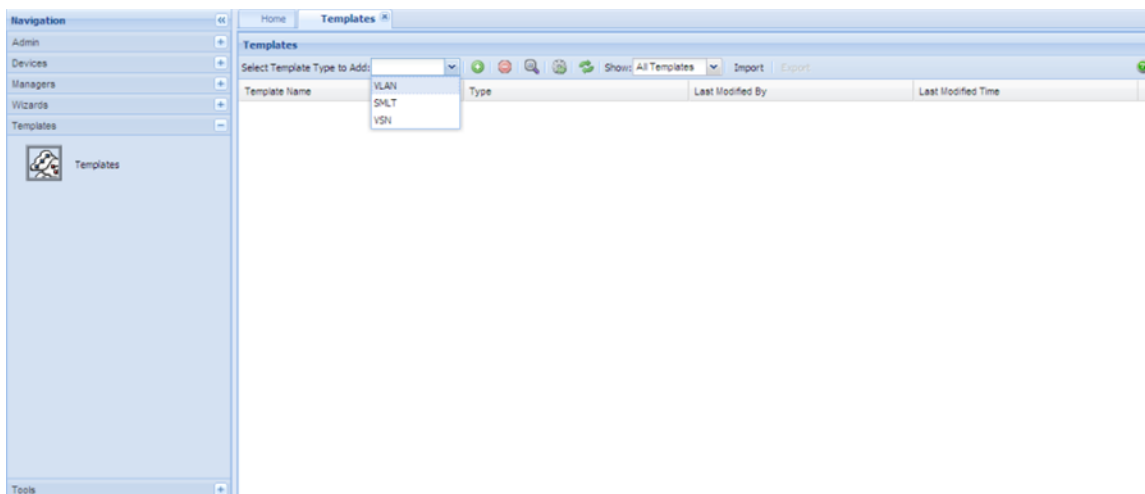 Navigation
Home Templates
Admin
Templates
Devices
Select Template Type to Add: Show: All Templates Import Export
Managers
Template Name Type Last Modified By Last Modified Time
VLAN
Wizards
SMLT
Templates
VSN
Templates
Tools